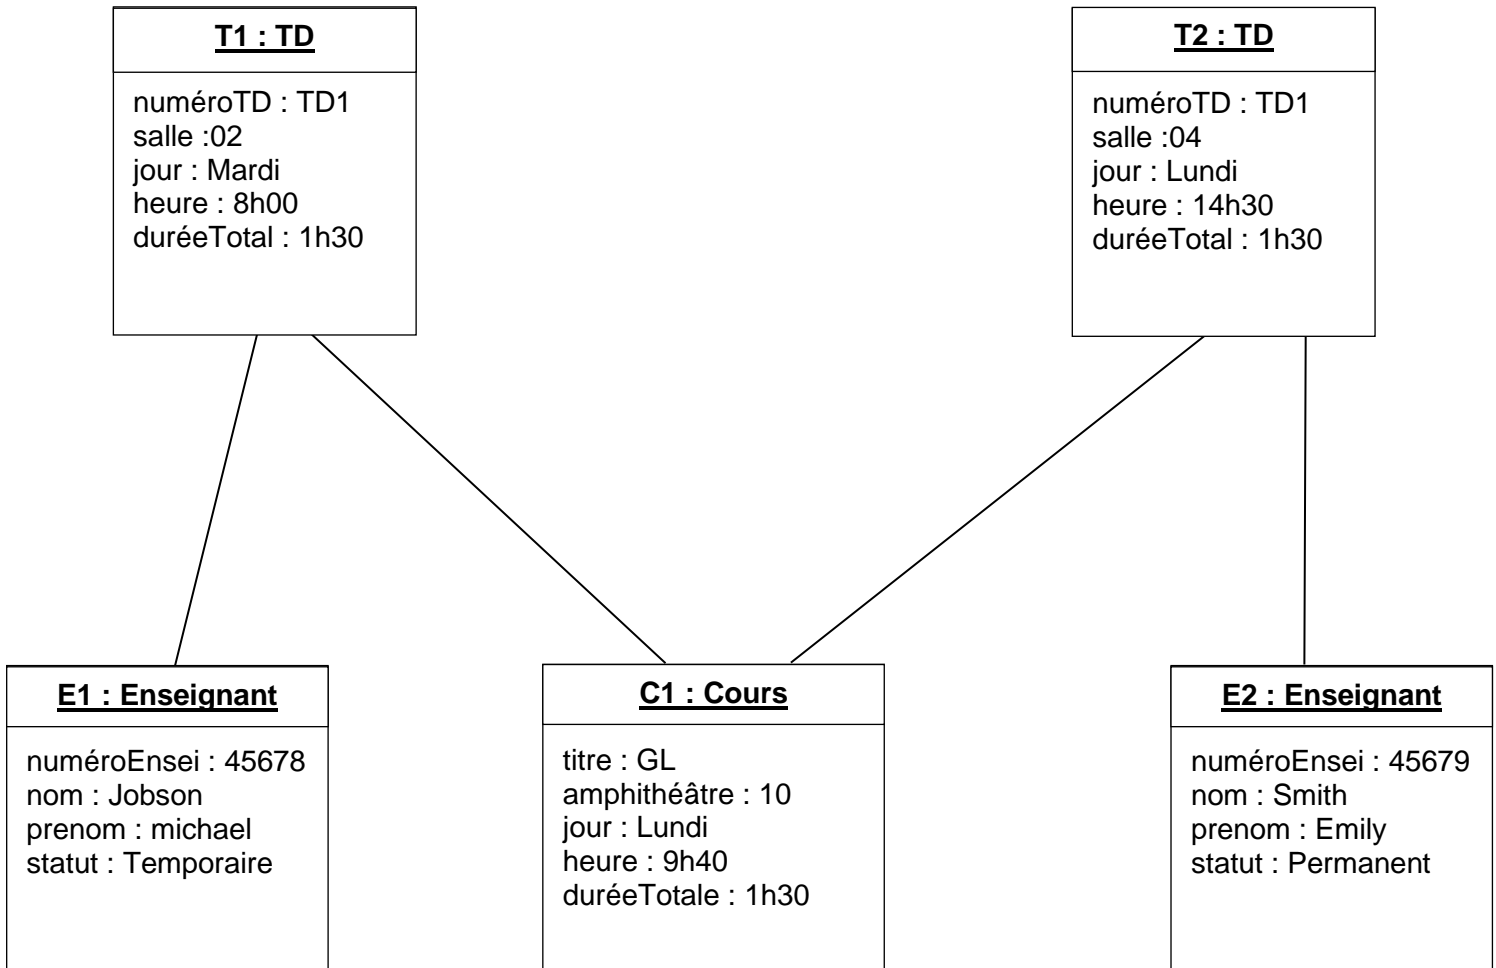 T1 : TD
numéroTD : TD1
salle :02
jour : Mardi
heure : 8h00
duréeTotal : 1h30
T2 : TD
numéroTD : TD1
salle :04
jour : Lundi
heure : 14h30
duréeTotal : 1h30
E1 : Enseignant
numéroEnsei : 45678
nom : Jobson
prenom : michael
statut : Temporaire
C1 : Cours
titre : GL
amphithéâtre : 10
jour : Lundi
heure : 9h40
duréeTotale : 1h30
E2 : Enseignant
numéroEnsei : 45679
nom : Smith
prenom : Emily
statut : Permanent